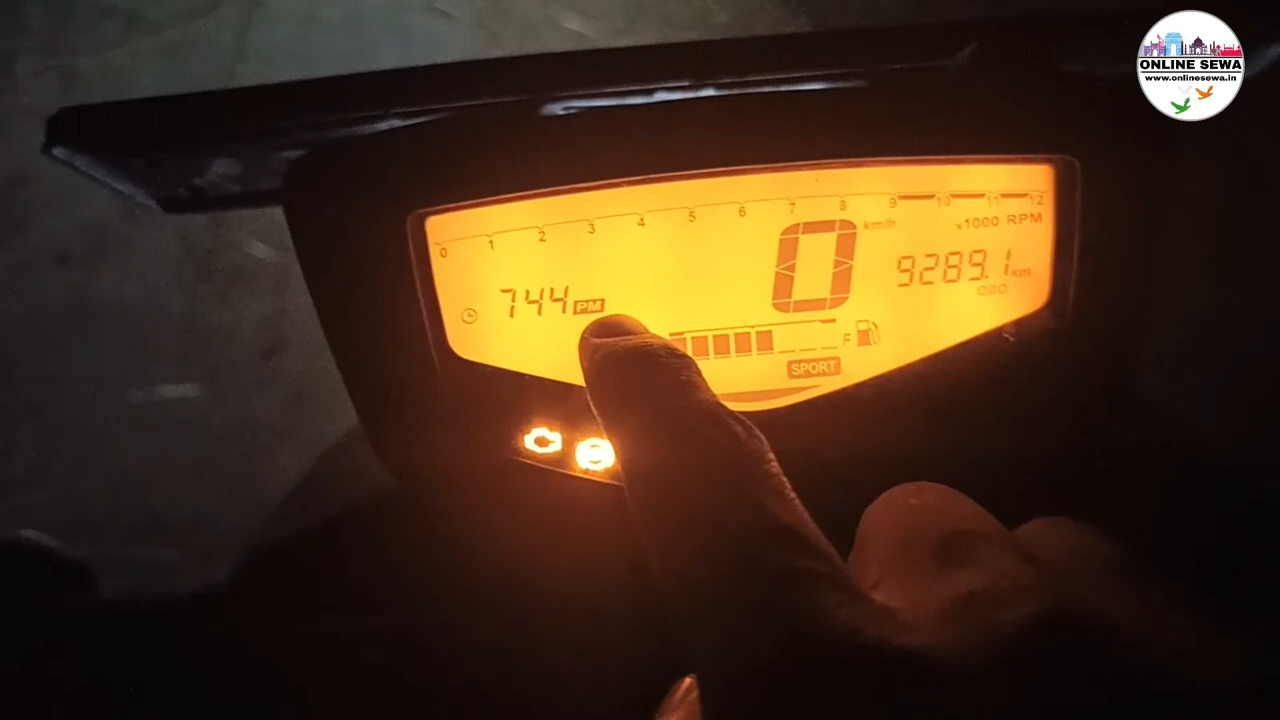 ONLINE SEWA
www.onlinesewa.in
0 1 2 3 4 5 6 7 8 9 10 11 12
x1000 RPM
0 km/h
744 PM
9289.1 km
F
SPORT